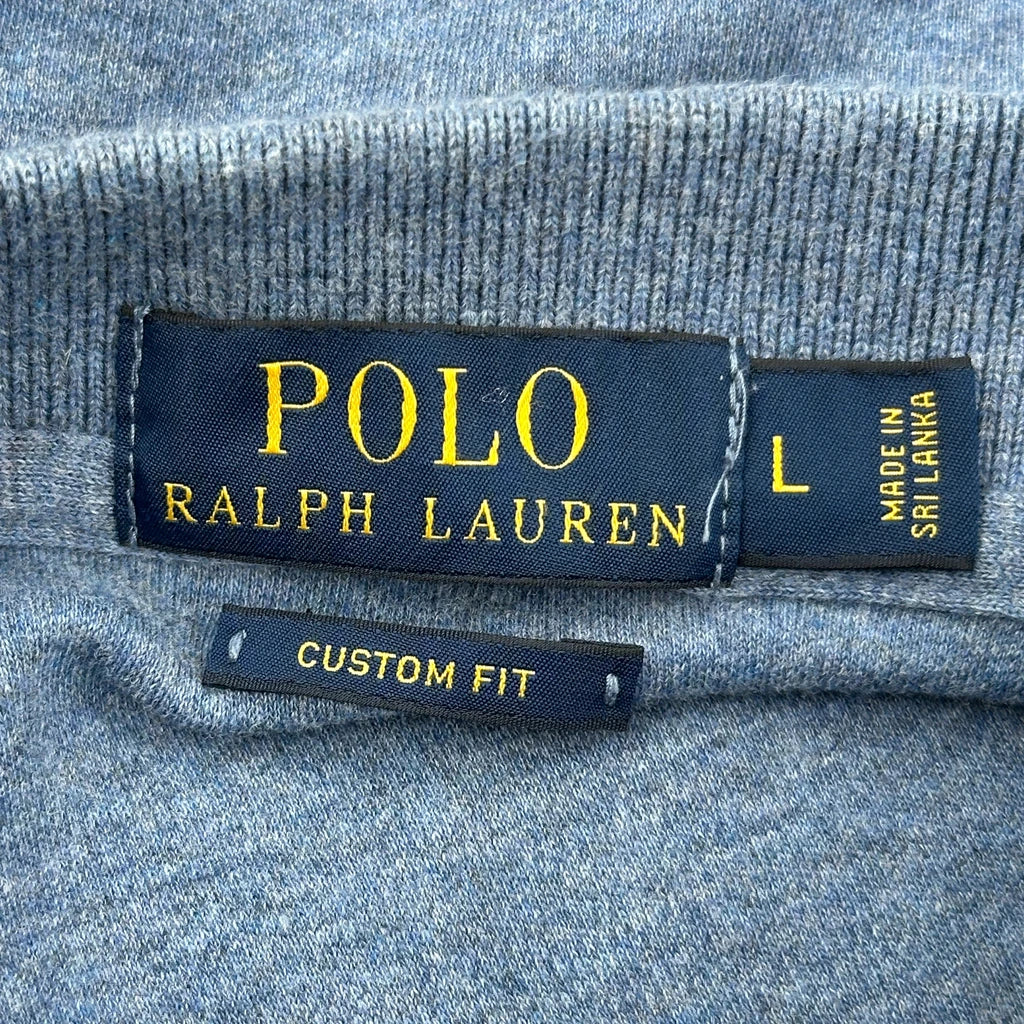 POLO
RALPH LAUREN
L
MADE IN
SRI LANKA
CUSTOM FIT